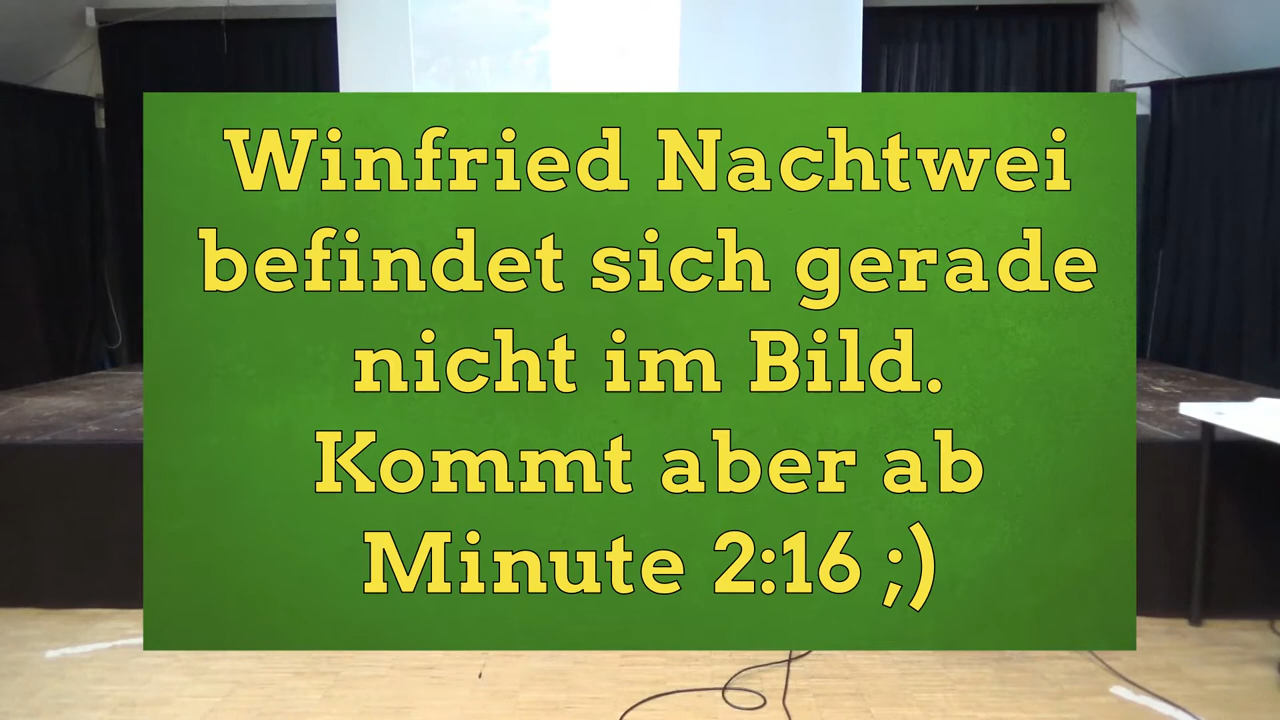 Winfried Nachtwei
befindet sich gerade
nicht im Bild.
Kommt aber ab
Minute 2:16 ;)